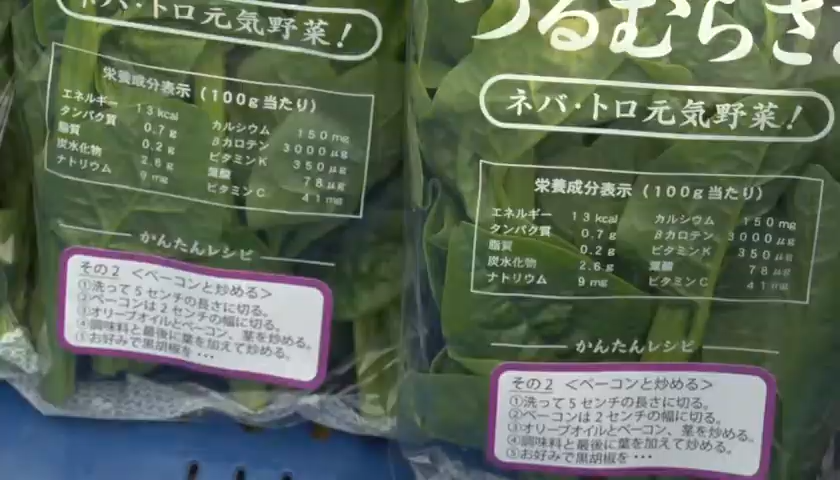 ネバ・トロ元気野菜!
栄養成分表示(100g当たり)
エネルギー 13kcal カルシウム 150mg
タンパク質 0.7g βカロテン 3000μg
脂質 0.2g ビタミンK 350μg
炭水化物 2.6g 葉酸 78μg
ナトリウム 9mg ビタミンC 41mg
かんたんレシピ
その2 <ベーコンと炒める>
①洗って5センチの長さに切る。
②ベーコンは2センチの幅に切る。
③オリーブオイルとベーコン、茎を炒める。
④調味料と最後に葉を加えて炒める。
⑤お好みで黒胡椒を・・・
つるむらさ
ネバ・トロ元気野菜!
栄養成分表示(100g当たり)
エネルギー 13kcal カルシウム 150mg
タンパク質 0.7g βカロテン 3000μg
脂質 0.2g ビタミンK 350μg
炭水化物 2.6g 葉酸 78μg
ナトリウム 9mg ビタミンC 41mg
かんたんレシピ
その2 <ベーコンと炒める>
①洗って5センチの長さに切る。
②ベーコンは2センチの幅に切る。
③オリーブオイルとベーコン、茎を炒める。
④調味料と最後に葉を加えて炒める。
⑤お好みで黒胡椒を・・・